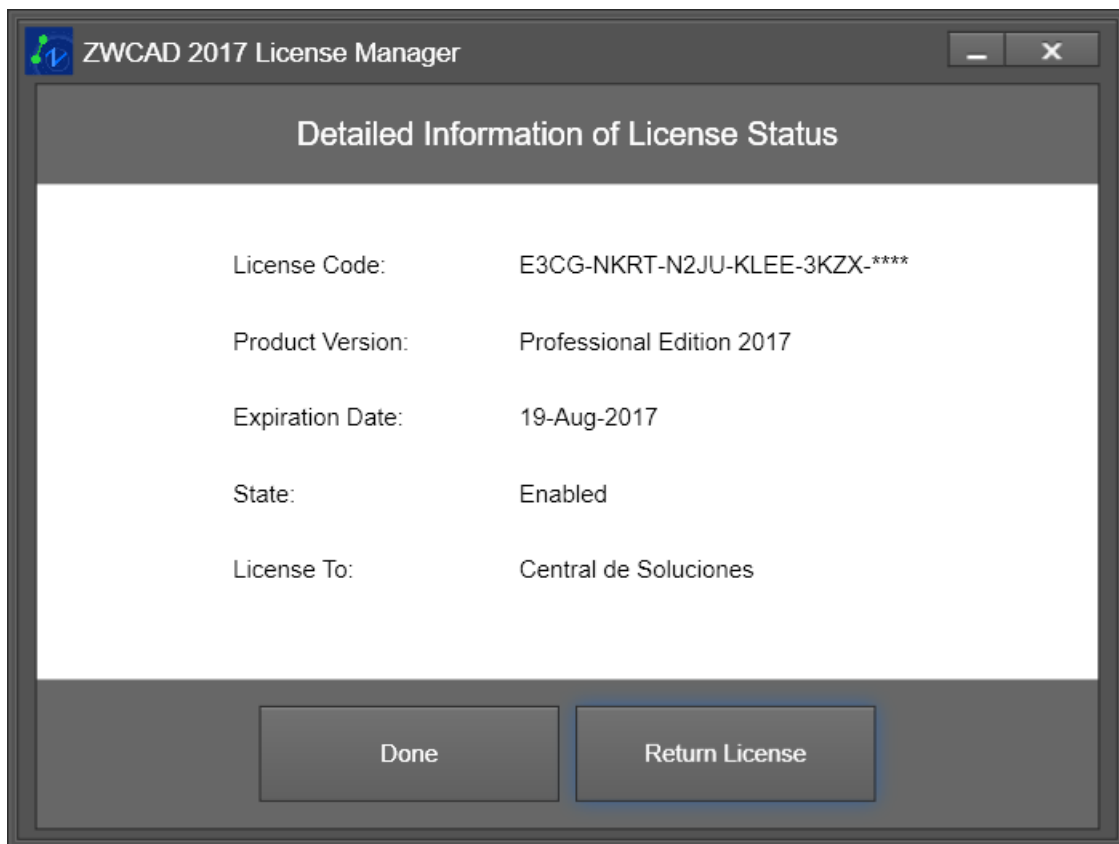 ZWCAD 2017 License Manager
Detailed Information of License Status
License Code: E3CG-NKRT-N2JU-KLEE-3KZX-****
Product Version: Professional Edition 2017
Expiration Date: 19-Aug-2017
State: Enabled
License To: Central de Soluciones
Done Return License